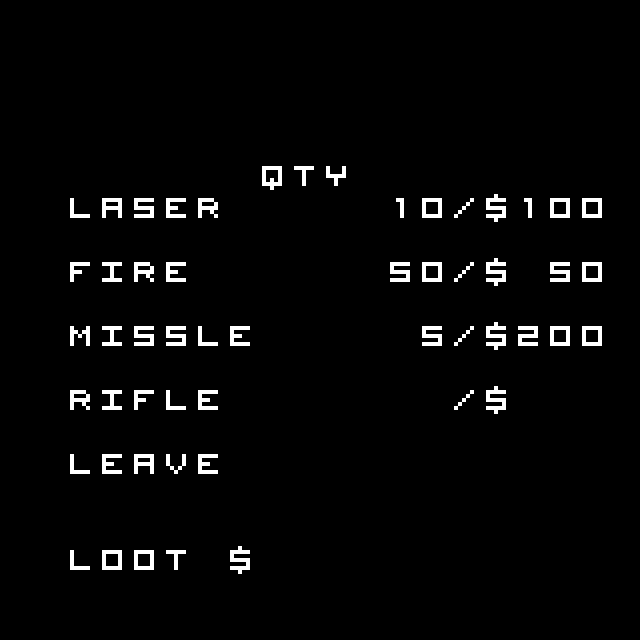 QTY
LASER 10/$100
FIRE 50/$ 50
MISSLE 5/$200
RIFLE /$
LEAVE
LOOT $